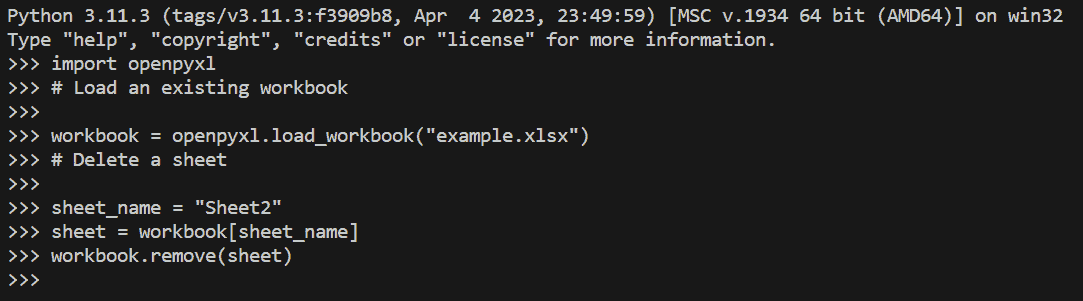 Python 3.11.3 (tags/v3.11.3:f3909b8, Apr  4 2023, 23:49:59) [MSC v.1934 64 bit (AMD64)] on win32
Type "help", "copyright", "credits" or "license" for more information.
>>> import openpyxl
>>> # Load an existing workbook
>>>
>>> workbook = openpyxl.load_workbook("example.xlsx")
>>> # Delete a sheet
>>>
>>> sheet_name = "Sheet2"
>>> sheet = workbook[sheet_name]
>>> workbook.remove(sheet)
>>>